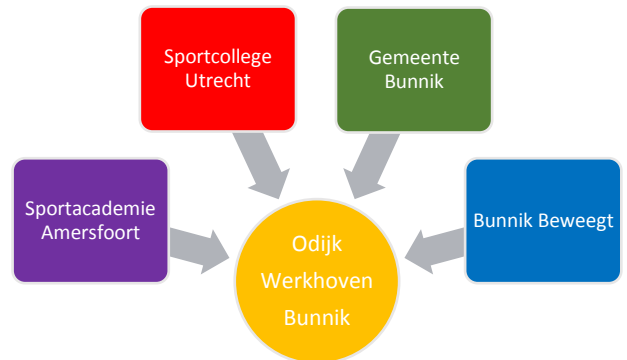 Sportcollege
Utrecht
Gemeente
Bunnik
Sportacademie
Amersfoort
Bunnik Beweegt
Odijk
Werkhoven
Bunnik